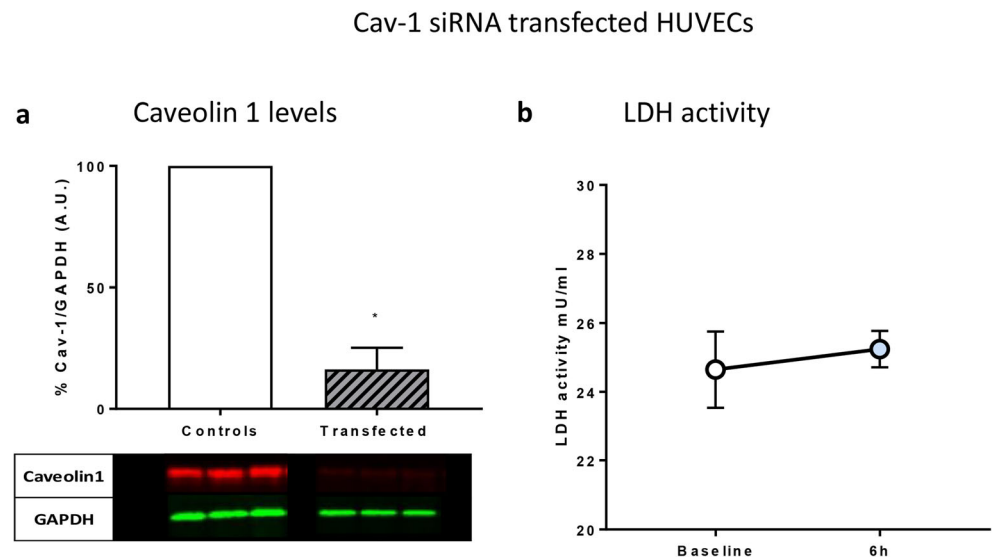 Cav-1 siRNA transfected HUVECs
a
Caveolin 1 levels
% Cav-1/GAPDH (A.U.)
100
50
0
*
Controls
Transfected
Caveolin1
GAPDH
b
LDH activity
LDH activity mU/ml
30
28
26
24
22
20
Baseline
6h